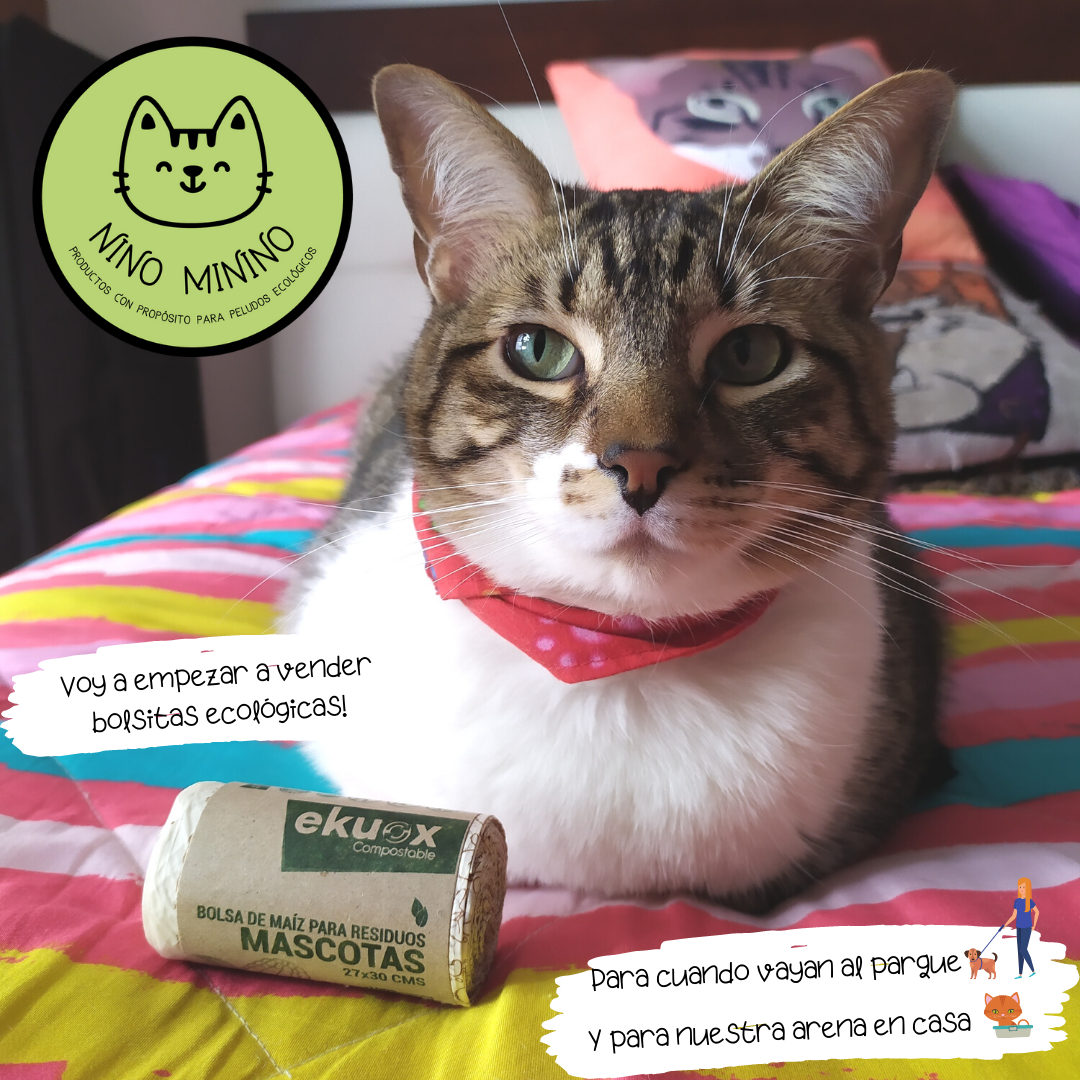 NINO MININO
PRODUCTOS CON PROPÓSITO PARA PELUDOS ECOLÓGICOS
Voy a empezar a vender
bolsitas ecológicas!
ekuox
Compostable
BOLSA DE MAÍZ PARA RESIDUOS
MASCOTAS
27x30 CMS
Para cuando vayan al parque
y para nuestra arena en casa